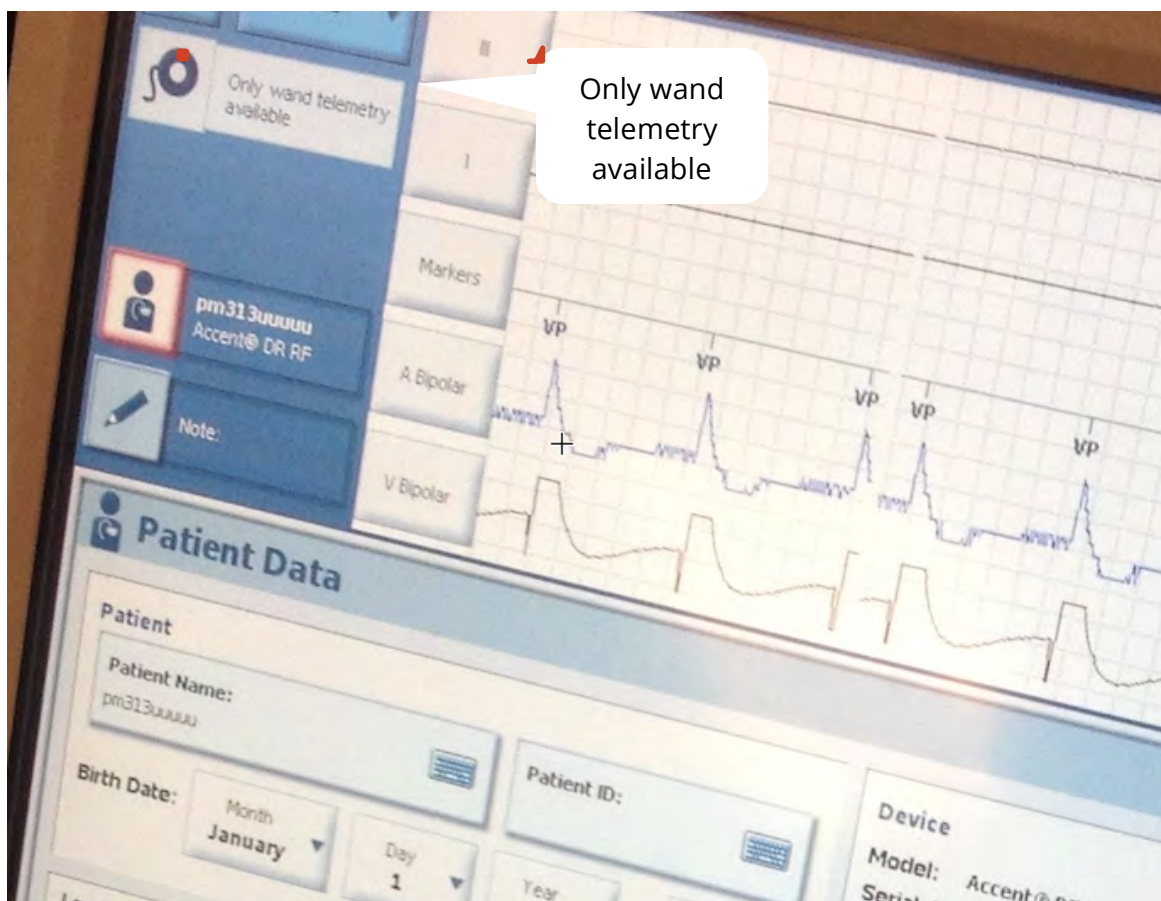 Only wand telemetry
available
Only wand
telemetry
available
II
I
Markers
A Bipolar
V Bipolar
VP
VP
VP
VP
VP
pm313uuuuu
Accent® DR RF
Note:
Patient Data
Patient
Patient Name:
pm313uuuuu
Patient ID:
Birth Date:
Month
January
Day
1
Year
Device
Model:
Accent®